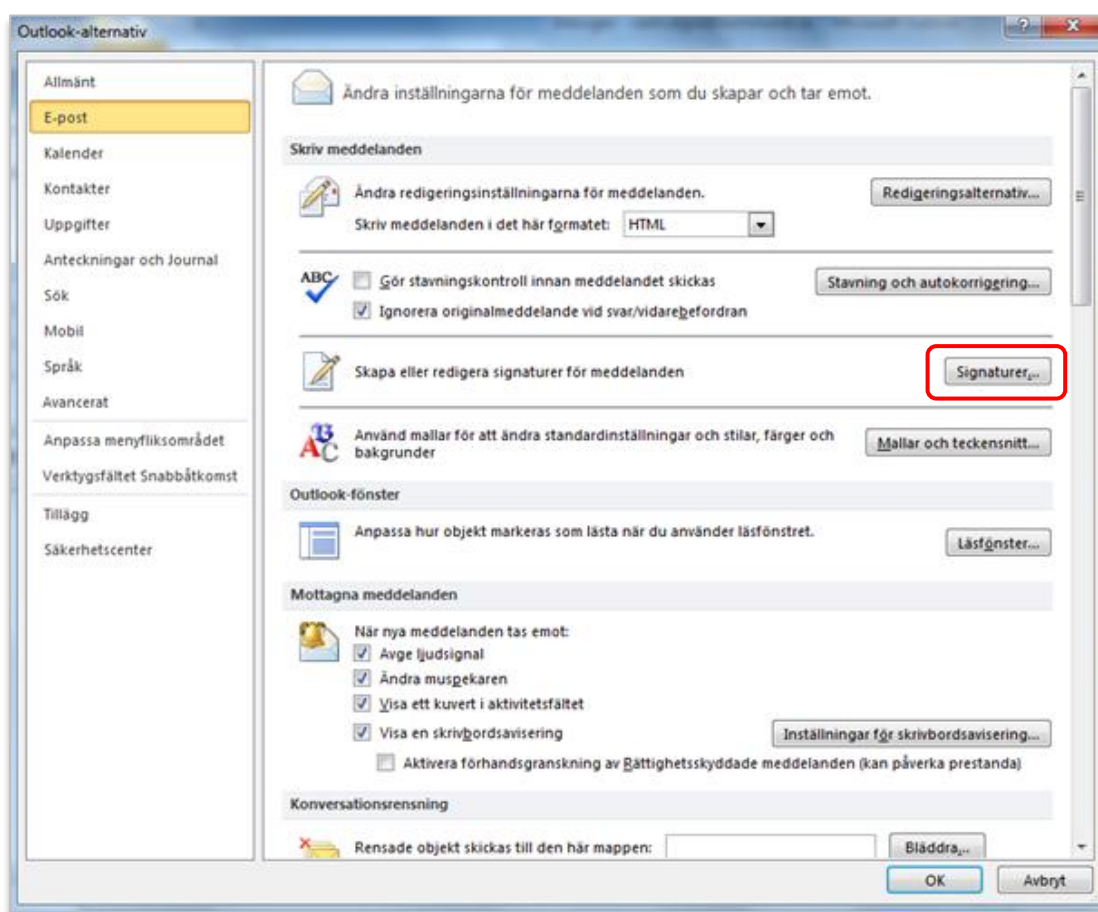 Outlook-alternativ
Allmänt
E-post
Kalender
Kontakter
Uppgifter
Anteckningar och Journal
Sök
Mobil
Språk
Avancerat
Anpassa menyfliksområdet
Verktygsfältet Snabbåtkomst
Tillägg
Säkerhetscenter
Ändra inställningarna för meddelanden som du skapar och tar emot.
Skriv meddelanden
Ändra redigeringsinställningarna för meddelanden.
Redigeringsalternativ...
Skriv meddelanden i det här formatet: HTML
ABC
Gör stavningskontroll innan meddelandet skickas
Stavning och autokorrigering...
Ignorera originalmeddelande vid svar/vidarebefordran
Skapa eller redigera signaturer för meddelanden
Signaturer...
Använd mallar för att ändra standardinställningar och stilar, färger och
bakgrunder
Mallar och teckensnitt...
Outlook-fönster
Anpassa hur objekt markeras som lästa när du använder läsfönstret.
Läsfönster...
Mottagna meddelanden
När nya meddelanden tas emot:
Avge ljudsignal
Ändra muspekaren
Visa ett kuvert i aktivitetsfältet
Visa en skrivbordsavisering
Inställningar för skrivbordsavisering...
Aktivera förhandsgranskning av Rättighetsskyddade meddelanden (kan påverka prestanda)
Konversationsrensning
Rensade objekt skickas till den här mappen:
Bläddra...
OK
Avbryt